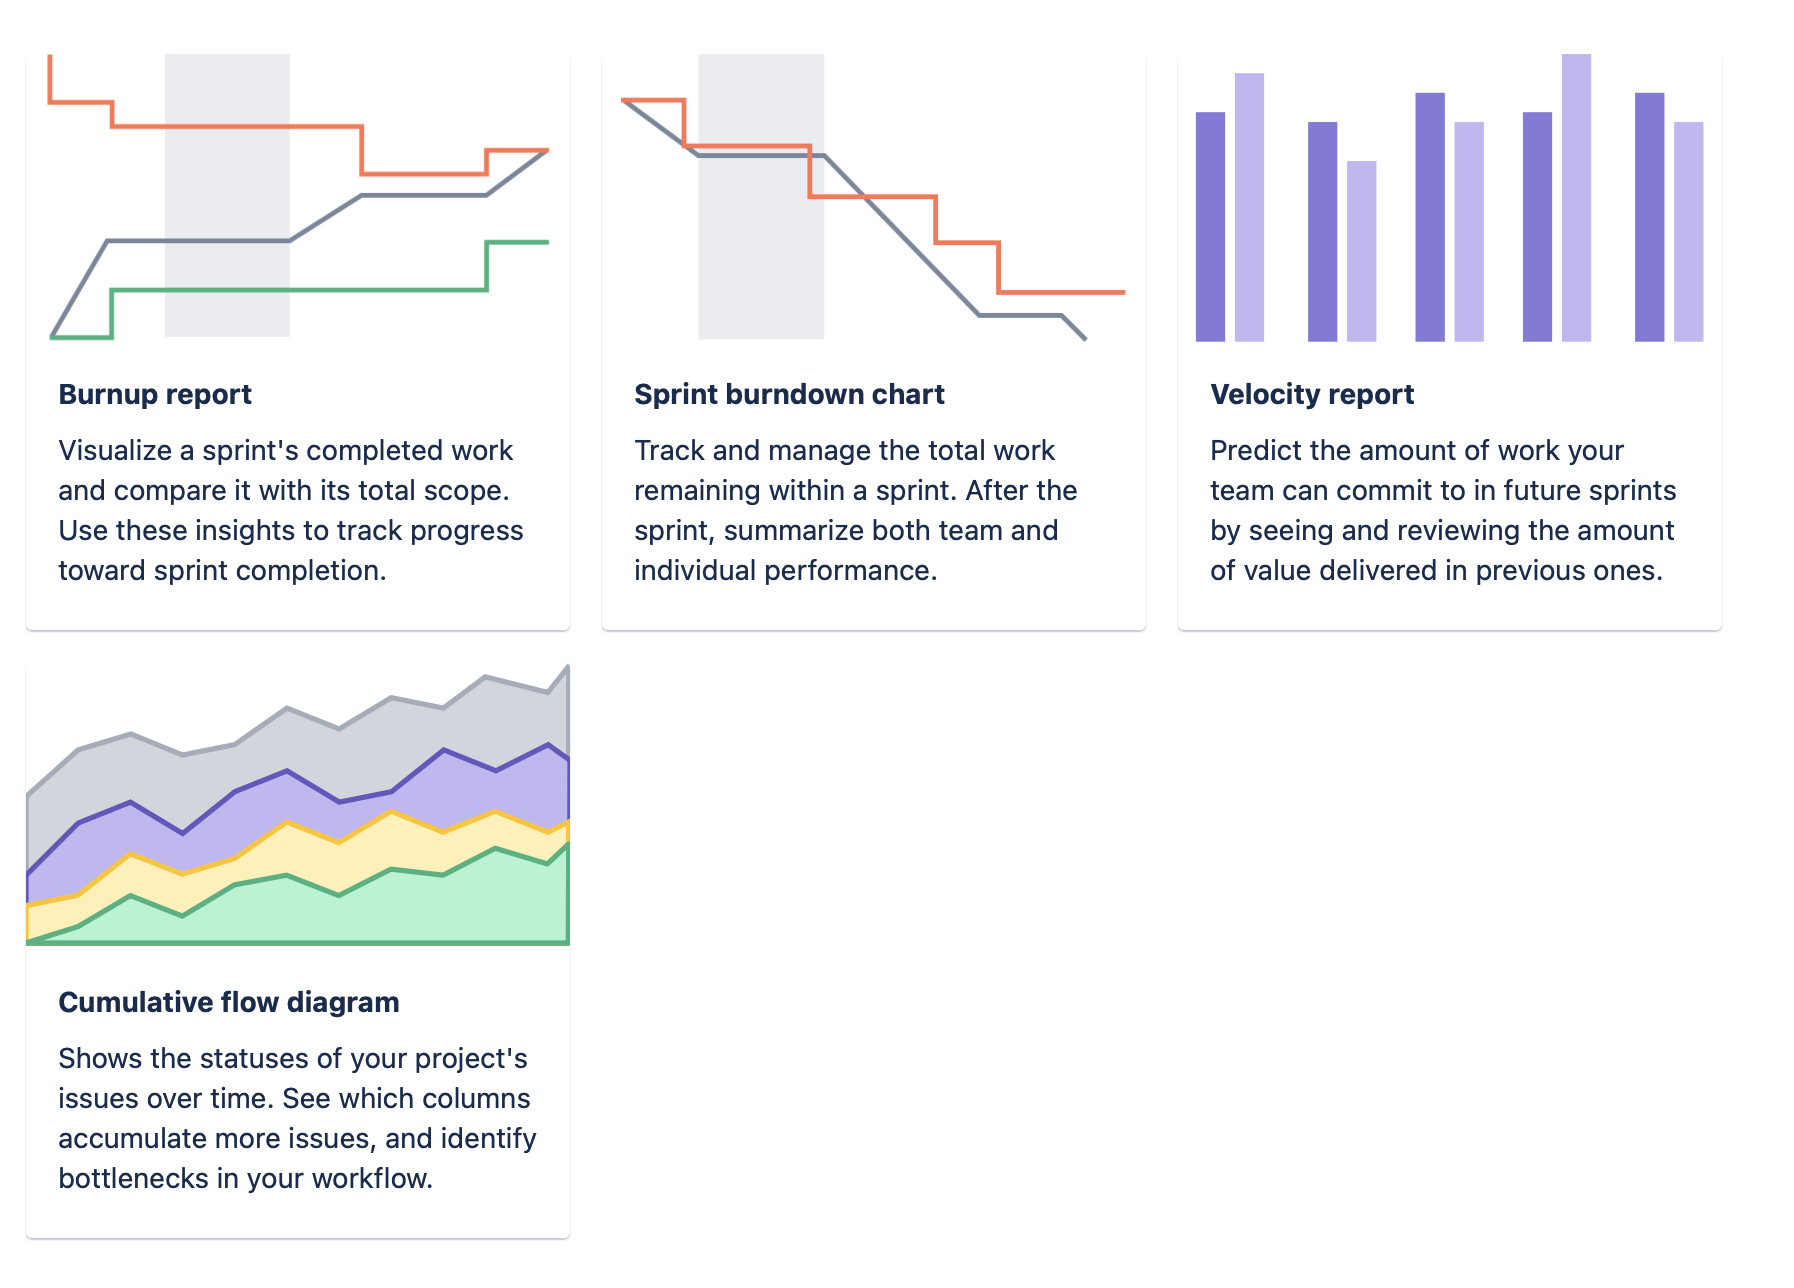 Burnup report
Visualize a sprint's completed work
and compare it with its total scope.
Use these insights to track progress
toward sprint completion.
Sprint burndown chart
Track and manage the total work
remaining within a sprint. After the
sprint, summarize both team and
individual performance.
Velocity report
Predict the amount of work your
team can commit to in future sprints
by seeing and reviewing the amount
of value delivered in previous ones.
Cumulative flow diagram
Shows the statuses of your project's
issues over time. See which columns
accumulate more issues, and identify
bottlenecks in your workflow.